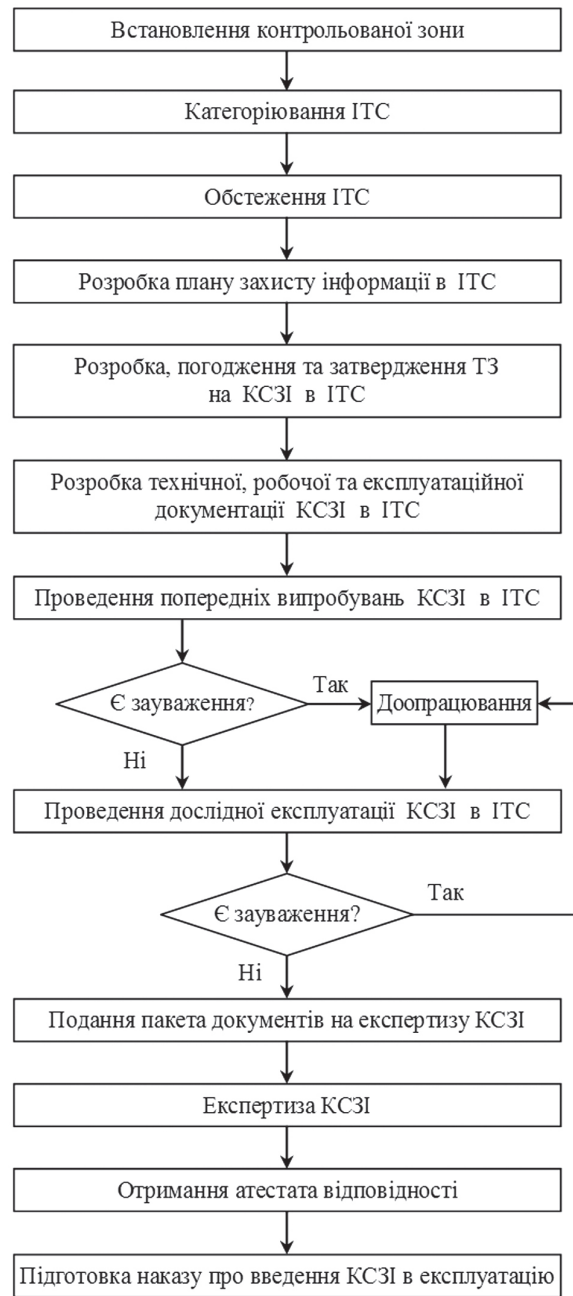 Встановлення контрольованої зони
Категоріювання ІТС
Обстеження ІТС
Розробка плану захисту інформації в ІТС
Розробка, погодження та затвердження ТЗ
на КСЗІ в ІТС
Розробка технічної, робочої та експлуатаційної
документації КСЗІ в ІТС
Проведення попередніх випробувань КСЗІ в ІТС
Є зауваження?
Так
Доопрацювання
Ні
Проведення дослідної експлуатації КСЗІ в ІТС
Є зауваження?
Так
Ні
Подання пакета документів на експертизу КСЗІ
Експертиза КСЗІ
Отримання атестата відповідності
Підготовка наказу про введення КСЗІ в експлуатацію